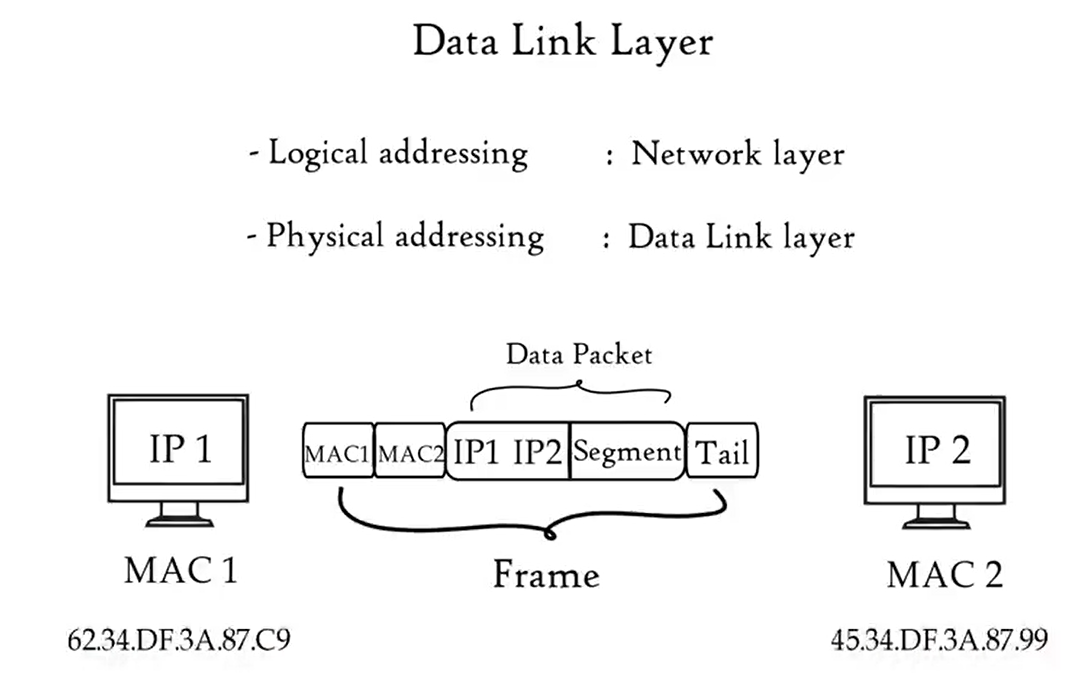 Data Link Layer
- Logical addressing : Network layer
- Physical addressing : Data Link layer
Data Packet
IP 1
MAC1 MAC2 IP1 IP2 Segment Tail
IP 2
Frame
MAC 1
MAC 2
62.34.DF.3A.87.C9
45.34.DF.3A.87.99